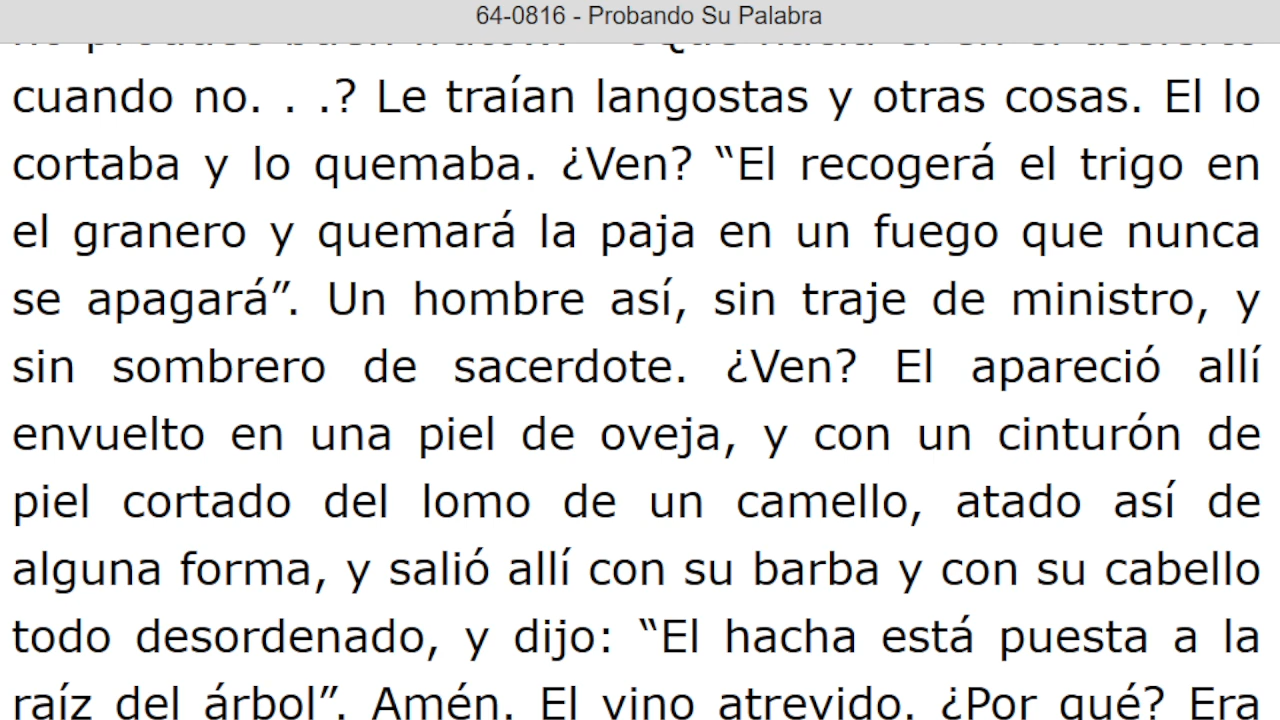 64-0816 - Probando Su Palabra
cuando no. . .? Le traían langostas y otras cosas. El lo
cortaba y lo quemaba. ¿Ven? “El recogerá el trigo en
el granero y quemará la paja en un fuego que nunca
se apagará”. Un hombre así, sin traje de ministro, y
sin sombrero de sacerdote. ¿Ven? El apareció allí
envuelto en una piel de oveja, y con un cinturón de
piel cortado del lomo de un camello, atado así de
alguna forma, y salió allí con su barba y con su cabello
todo desordenado, y dijo: “El hacha está puesta a la
raíz del árbol”. Amén. El vino atrevido. ¿Por qué? Era